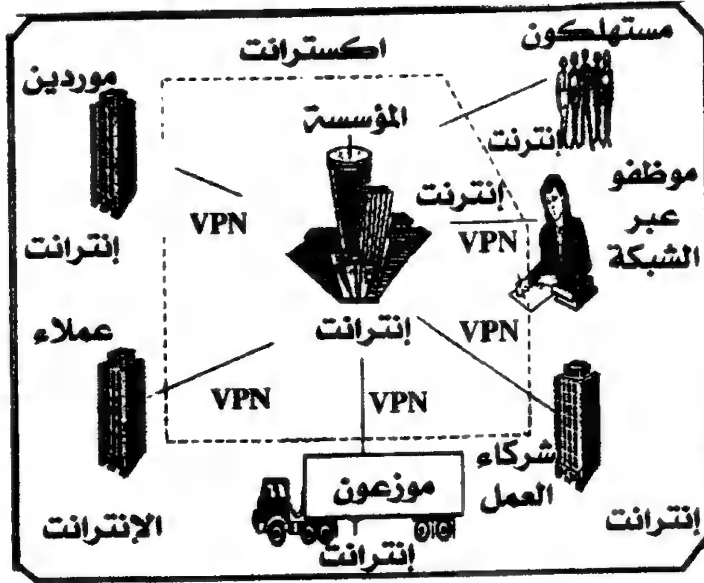 اكسترانت
مستهلكون
موردين
المؤسسة
إنترنت
موظفو
عبر
الشبكة
إنترنت
VPN
VPN
إنترانت
عملاء
إنترانت
VPN
VPN
VPN
شركاء
العمل
موزعون
الإنترانت
إنترانت
إنترانت